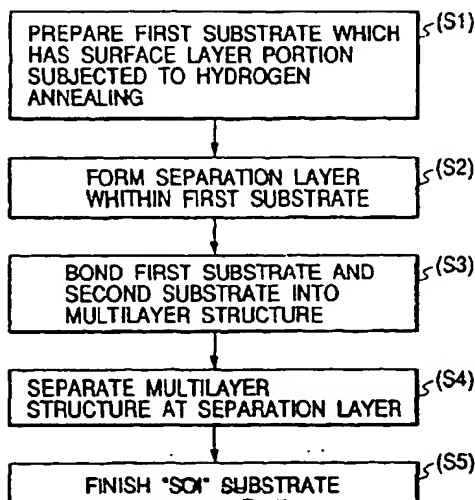 PREPARE FIRST SUBSTRATE WHICH (S1)
HAS SURFACE LAYER PORTION
SUBJECTED TO HYDROGEN
ANNEALING
(S2)
FORM SEPARATION LAYER
WHITHIN FIRST SUBSTRATE
(S3)
BOND FIRST SUBSTRATE AND
SECOND SUBSTRATE INTO
MULTILAYER STRUCTURE
(S4)
SEPARATE MULTILAYER
STRUCTURE AT SEPARATION LAYER
(S5)
FINISH "SOI" SUBSTRATE